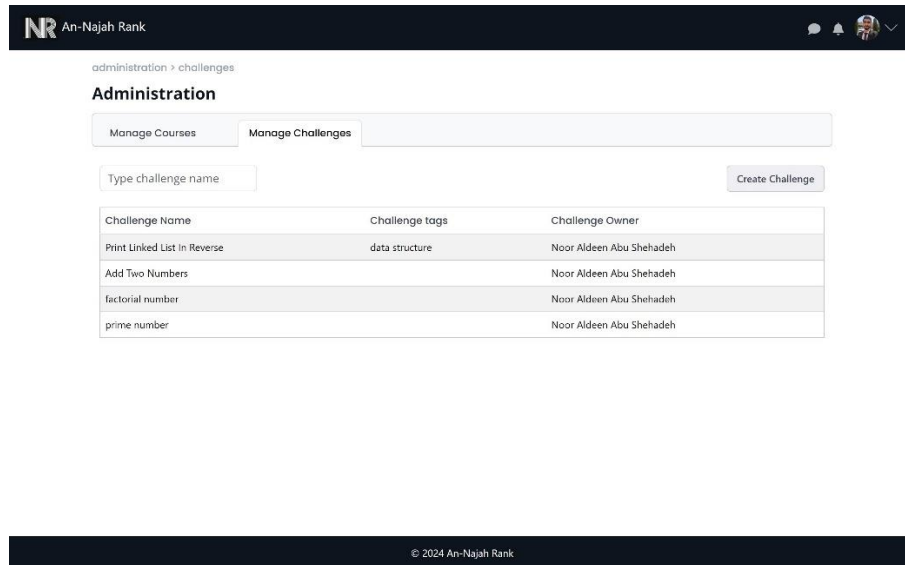 NR An-Najah Rank
administration > challenges
Administration
Manage Courses Manage Challenges
Type challenge name Create Challenge
Challenge Name Challenge tags Challenge Owner
Print Linked List In Reverse data structure Noor Aldeen Abu Shehadeh
Add Two Numbers Noor Aldeen Abu Shehadeh
factorial number Noor Aldeen Abu Shehadeh
prime number Noor Aldeen Abu Shehadeh
© 2024 An-Najah Rank